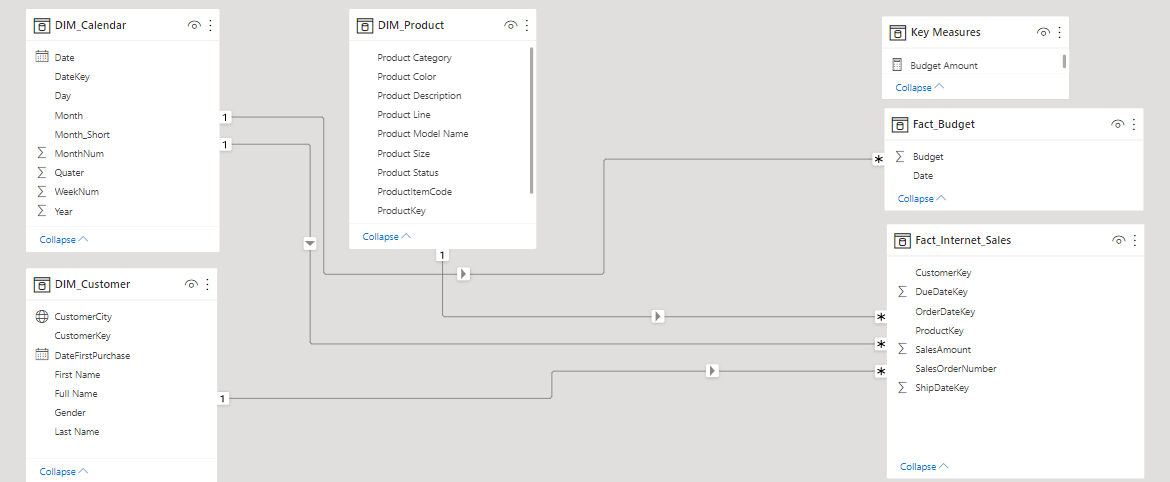 DIM_Calendar
Date
DateKey
Day
Month
Month_Short
MonthNum
Quater
WeekNum
Year
Collapse
DIM_Product
Product Category
Product Color
Product Description
Product Line
Product Model Name
Product Size
Product Status
ProductItemCode
ProductKey
Collapse
Key Measures
Budget Amount
Collapse
Fact_Budget
Budget
Date
Collapse
DIM_Customer
CustomerCity
CustomerKey
DateFirstPurchase
First Name
Full Name
Gender
Last Name
Collapse
Fact_Internet_Sales
CustomerKey
DueDateKey
OrderDateKey
ProductKey
SalesAmount
SalesOrderNumber
ShipDateKey
Collapse
1
1
1
1
*
*
*
*